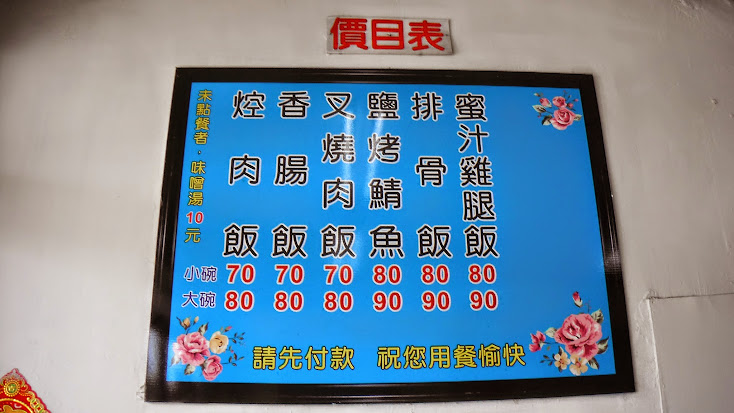 價目表
蜜汁雞腿飯
排骨飯
鹽烤鯖魚
叉燒肉飯
香腸飯
焢肉飯
未點餐者，味噲湯10元
小碗 70 70 70 80 80 80
大碗 80 80 80 90 90 90
請先付款 祝您用餐愉快